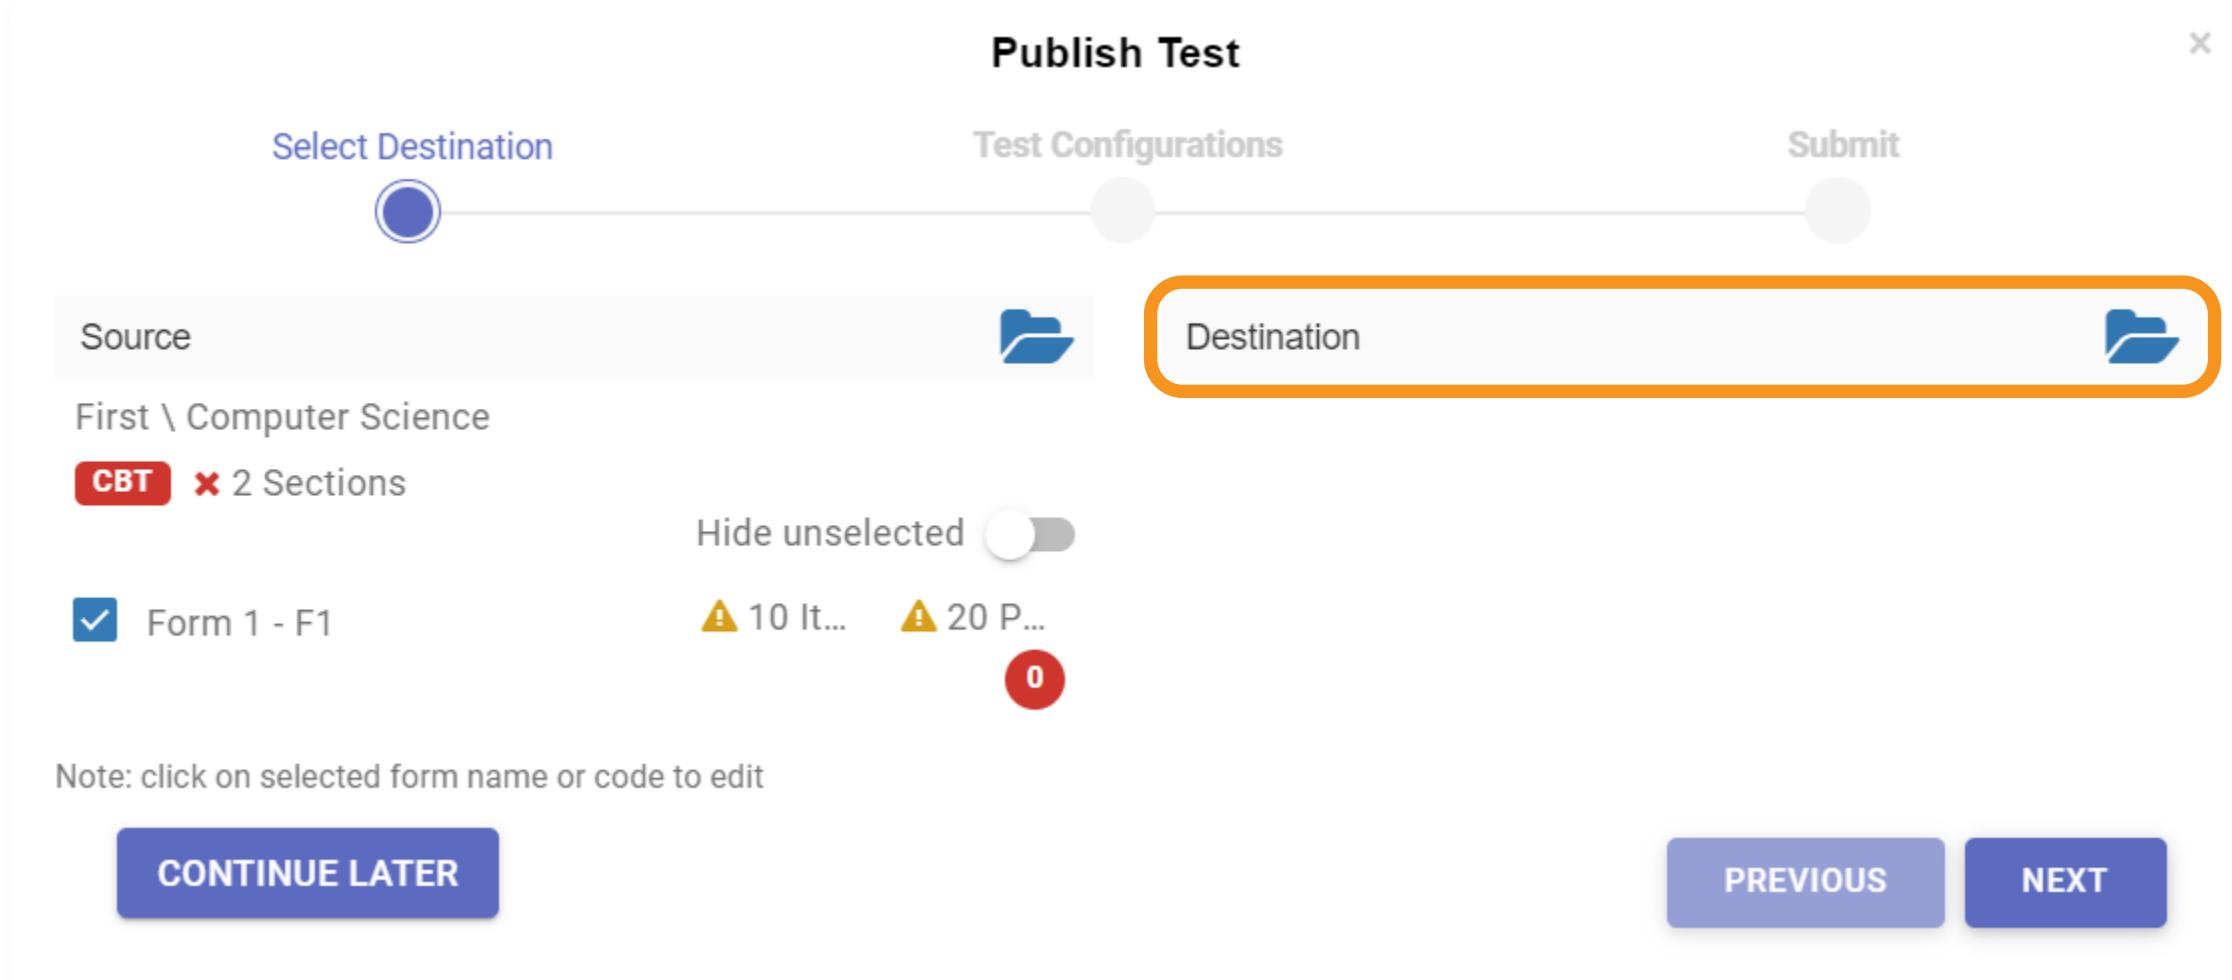 Publish Test
×
Select Destination
Test Configurations
Submit
Source
Destination
First \ Computer Science
CBT 2 Sections
Hide unselected
Form 1 - F1
10 It...
20 P...
0
Note: click on selected form name or code to edit
CONTINUE LATER
PREVIOUS
NEXT